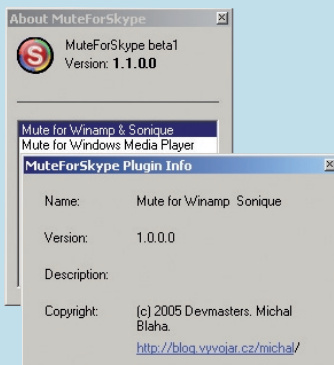 About MuteForSkype
S
MuteForSkype beta1
Version: 1.1.0.0
Mute for Winamp & Sonique
Mute for Windows Media Player
MuteForSkype Plugin Info
Name: Mute for Winamp Sonique
Version: 1.0.0.0
Description:
Copyright: (c) 2005 Devmasters. Michal
Blaha.
http://blog.vyvojar.cz/michal/